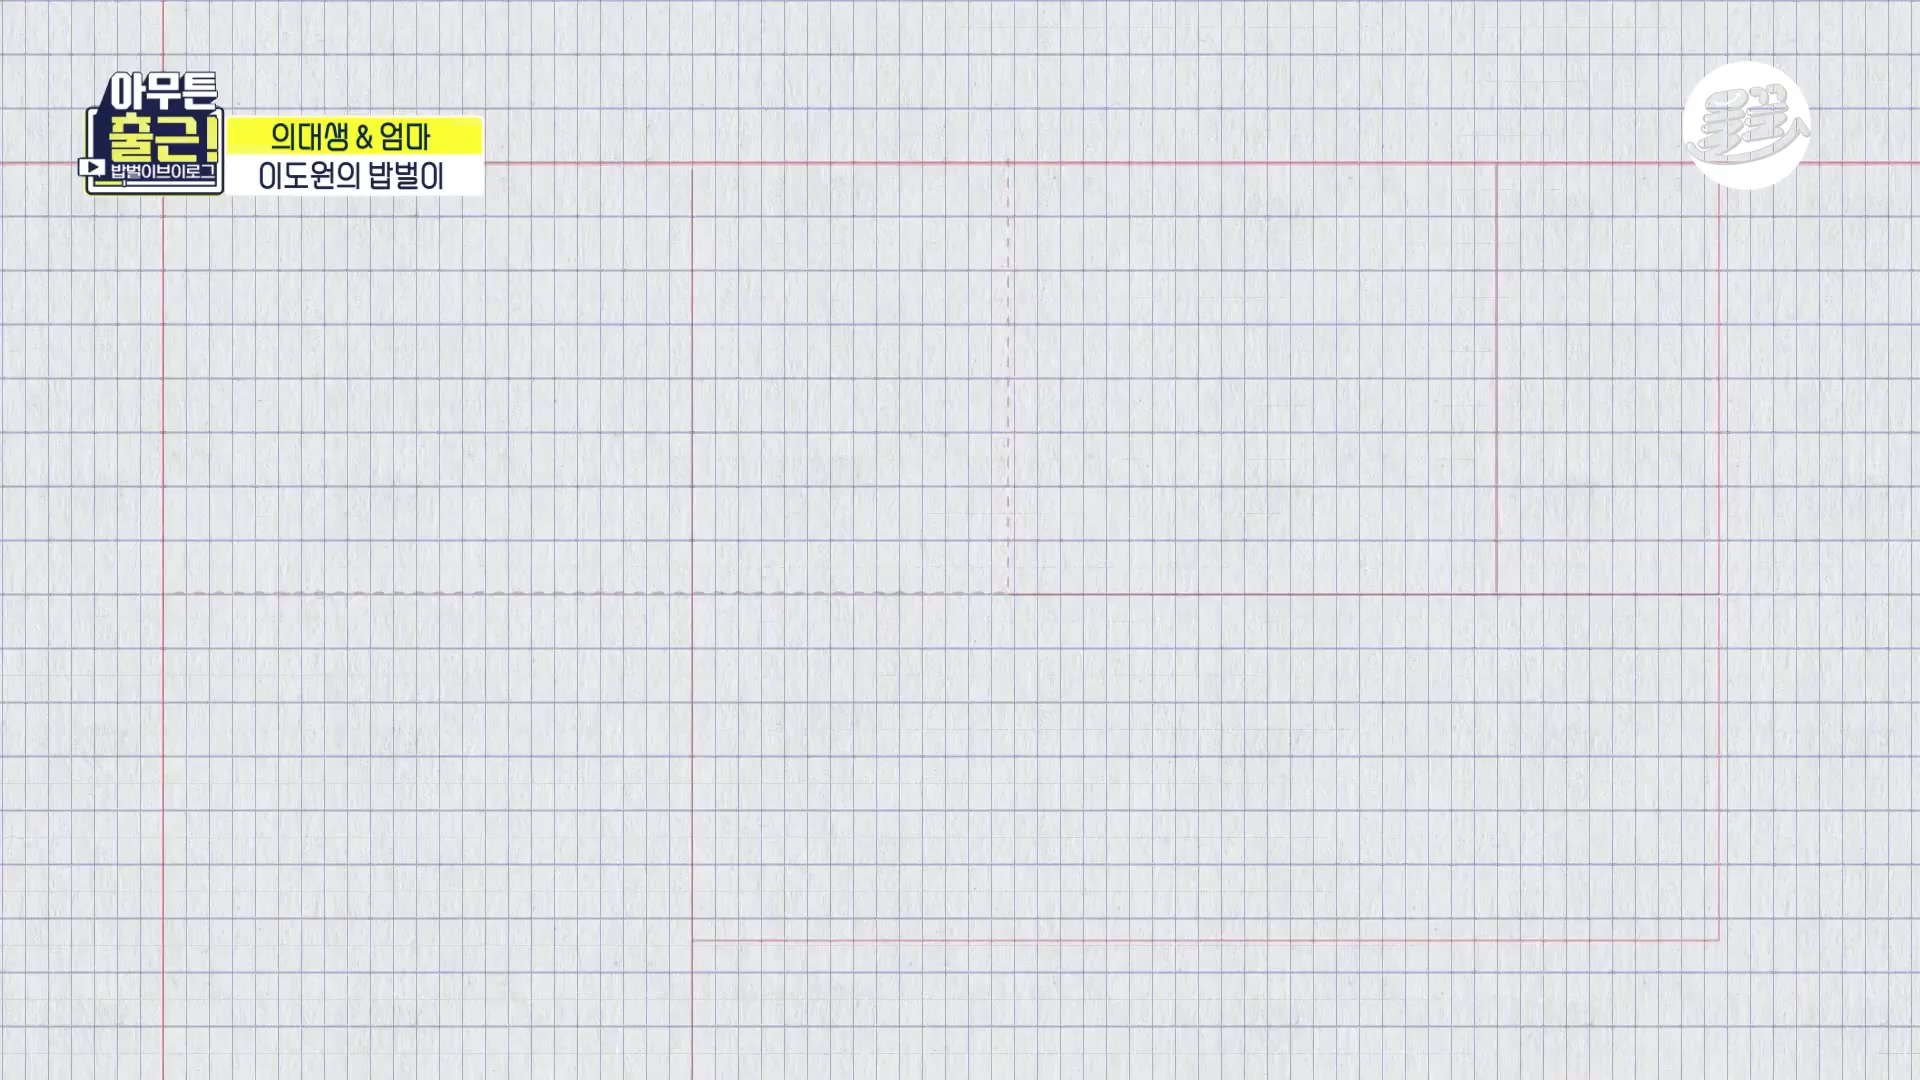 아무튼
출근!
밥벌이브이로그
의대생 & 엄마
이도원의 밥벌이